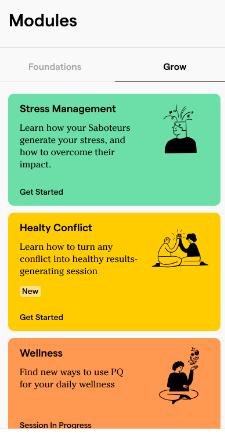 Modules
Foundations
Grow
Stress Management
Learn how your Saboteurs
generate your stress, and
how to overcome their
impact.
Get Started
Healty Conflict
Learn how to turn any
conflict into healthy results-
generating session
New
Get Started
Wellness
Find new ways to use PQ
for your daily wellness
Session In Progress